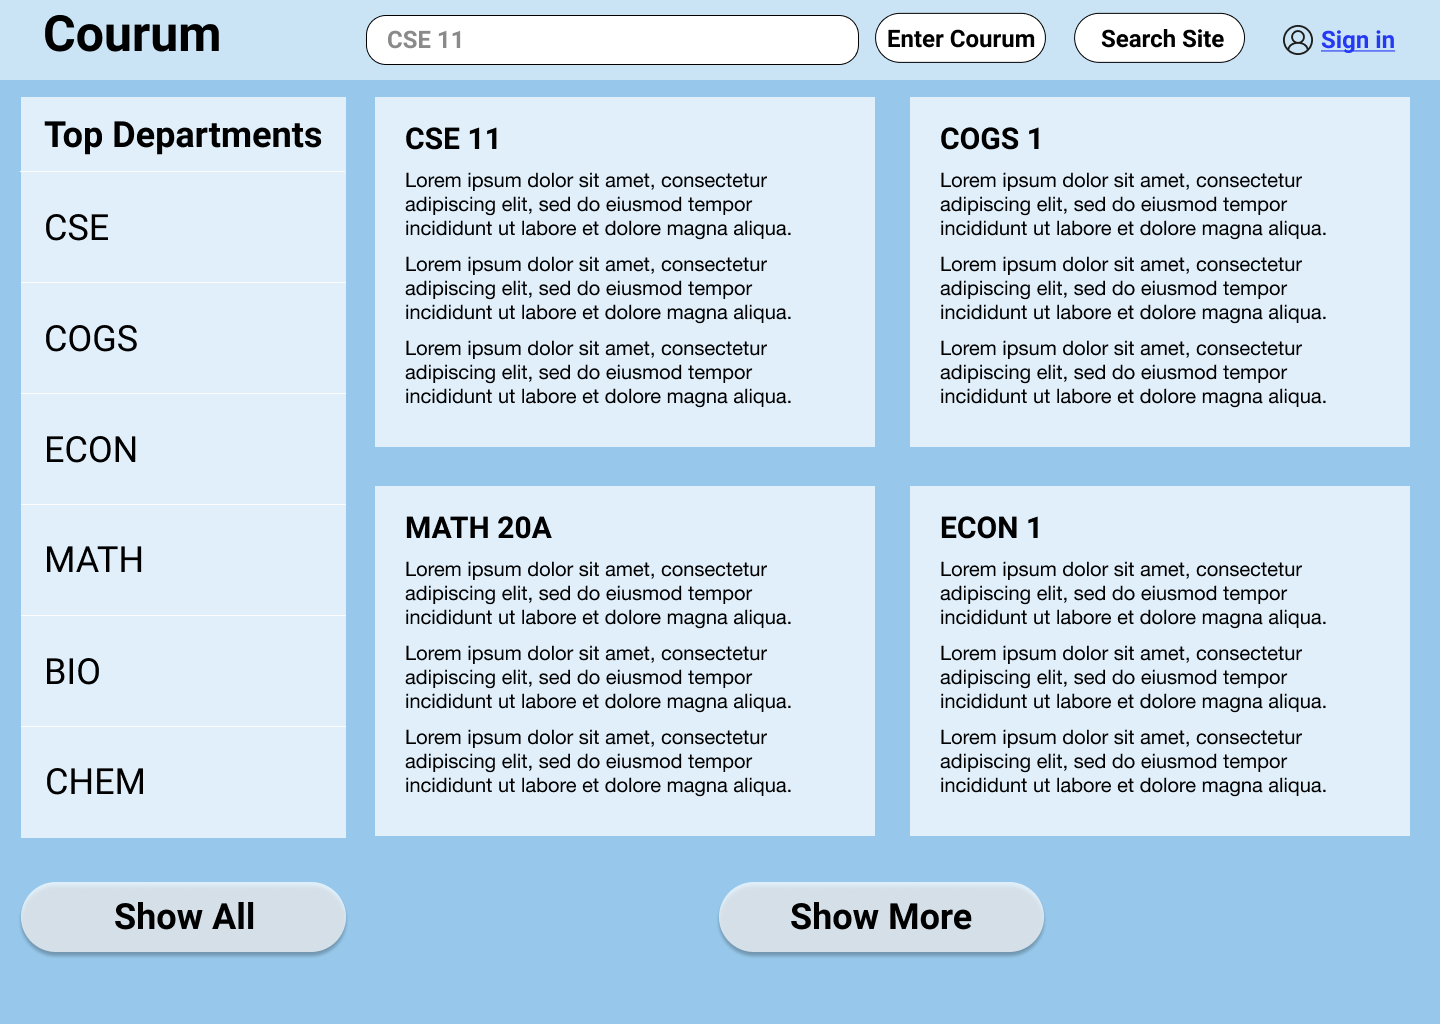 Courum
CSE 11
Enter Courum
Search Site
Sign in
Top Departments
CSE
COGS
ECON
MATH
BIO
CHEM
Show All
CSE 11
Lorem ipsum dolor sit amet, consectetur
adipiscing elit, sed do eiusmod tempor
incididunt ut labore et dolore magna aliqua.
Lorem ipsum dolor sit amet, consectetur
adipiscing elit, sed do eiusmod tempor
incididunt ut labore et dolore magna aliqua.
Lorem ipsum dolor sit amet, consectetur
adipiscing elit, sed do eiusmod tempor
incididunt ut labore et dolore magna aliqua.
COGS 1
Lorem ipsum dolor sit amet, consectetur
adipiscing elit, sed do eiusmod tempor
incididunt ut labore et dolore magna aliqua.
Lorem ipsum dolor sit amet, consectetur
adipiscing elit, sed do eiusmod tempor
incididunt ut labore et dolore magna aliqua.
Lorem ipsum dolor sit amet, consectetur
adipiscing elit, sed do eiusmod tempor
incididunt ut labore et dolore magna aliqua.
MATH 20A
Lorem ipsum dolor sit amet, consectetur
adipiscing elit, sed do eiusmod tempor
incididunt ut labore et dolore magna aliqua.
Lorem ipsum dolor sit amet, consectetur
adipiscing elit, sed do eiusmod tempor
incididunt ut labore et dolore magna aliqua.
Lorem ipsum dolor sit amet, consectetur
adipiscing elit, sed do eiusmod tempor
incididunt ut labore et dolore magna aliqua.
ECON 1
Lorem ipsum dolor sit amet, consectetur
adipiscing elit, sed do eiusmod tempor
incididunt ut labore et dolore magna aliqua.
Lorem ipsum dolor sit amet, consectetur
adipiscing elit, sed do eiusmod tempor
incididunt ut labore et dolore magna aliqua.
Lorem ipsum dolor sit amet, consectetur
adipiscing elit, sed do eiusmod tempor
incididunt ut labore et dolore magna aliqua.
Show More